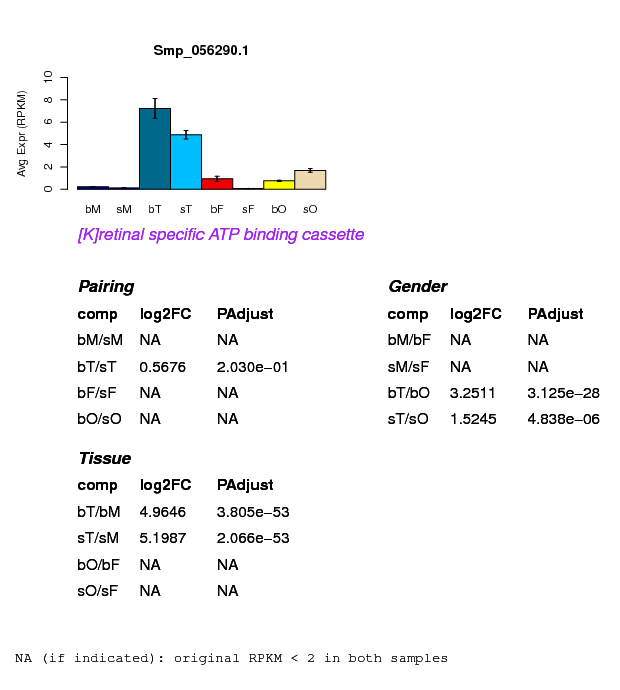 Smp_056290.1
Avg Expr (RPKM)
0 2 4 6 8 10
bM sM bT sT bF sF bO sO
[K]retinal specific ATP binding cassette
Pairing
comp log2FC PAdjust
bM/sM NA NA
bT/sT 0.5676 2.030e−01
bF/sF NA NA
bO/sO NA NA
Gender
comp log2FC PAdjust
bM/bF NA NA
sM/sF NA NA
bT/bO 3.2511 3.125e−28
sT/sO 1.5245 4.838e−06
Tissue
comp log2FC PAdjust
bT/bM 4.9646 3.805e−53
sT/sM 5.1987 2.066e−53
bO/bF NA NA
sO/sF NA NA
NA (if indicated): original RPKM < 2 in both samples